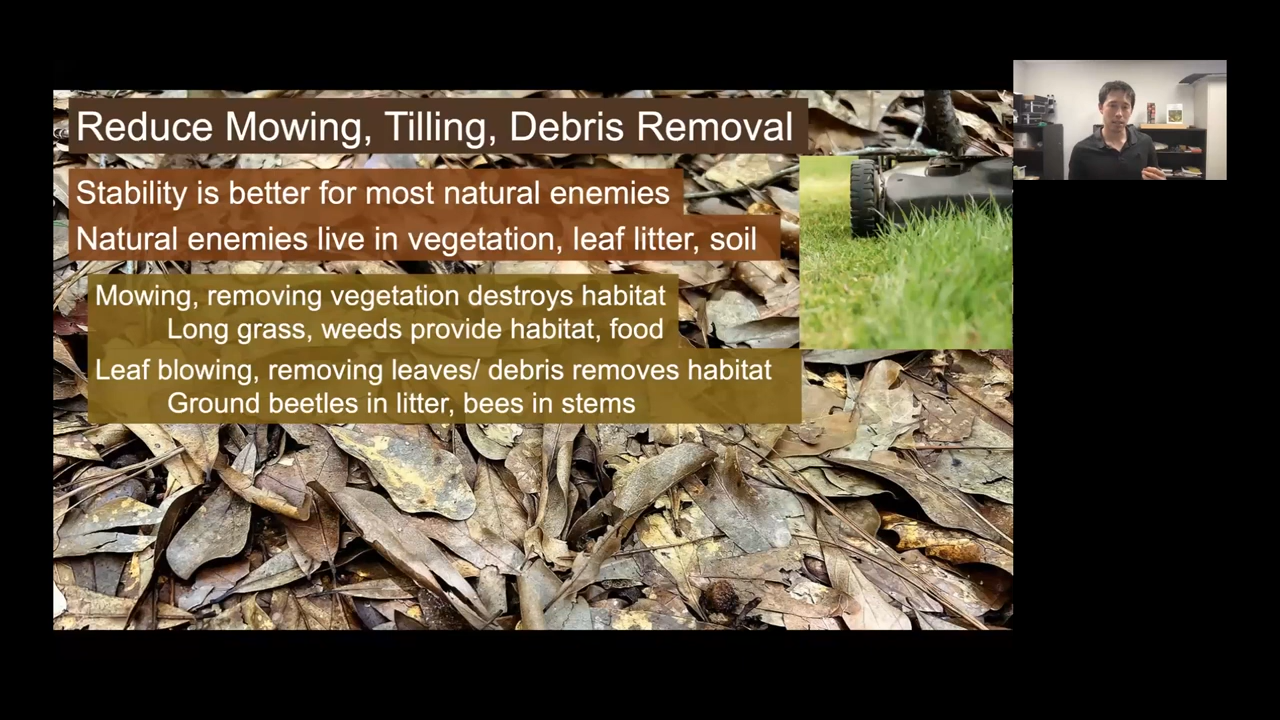 Reduce Mowing, Tilling, Debris Removal
Stability is better for most natural enemies
Natural enemies live in vegetation, leaf litter, soil
Mowing, removing vegetation destroys habitat
Long grass, weeds provide habitat, food
Leaf blowing, removing leaves/ debris removes habitat
Ground beetles in litter, bees in stems